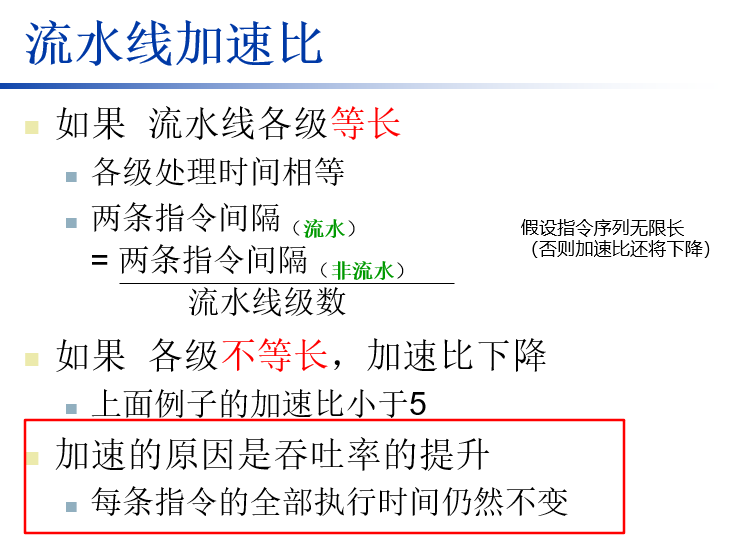 流水线加速比
如果 流水线各级等长
各级处理时间相等
两条指令间隔（流水）
= 两条指令间隔（非流水）
流水线级数
假设指令序列无限长
（否则加速比还将下降）
如果 各级不等长，加速比下降
上面例子的加速比小于5
加速的原因是吞吐率的提升
每条指令的全部执行时间仍然不变